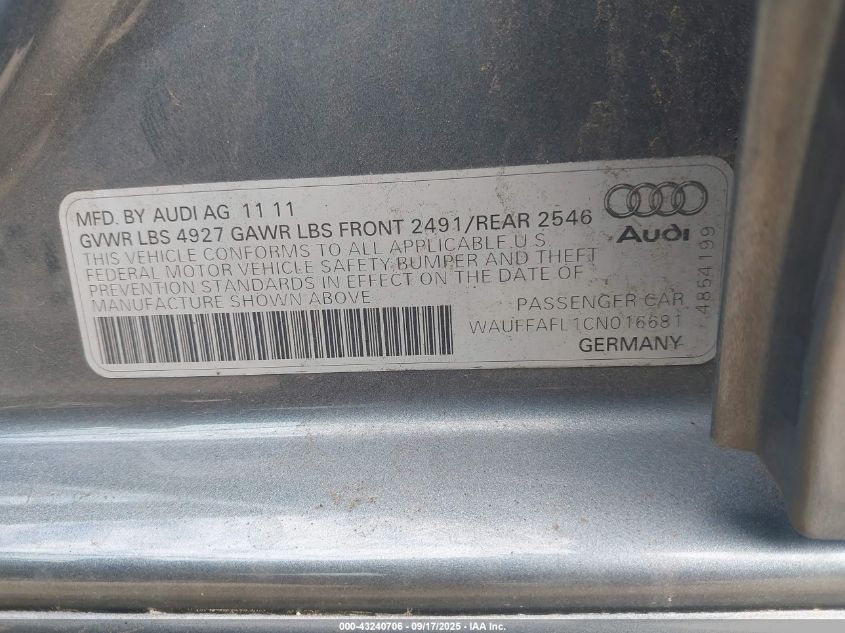 MFD. BY AUDI AG 11 11
GVWR LBS 4927 GAWR LBS FRONT 2491/REAR 2546
THIS VEHICLE CONFORMS TO ALL APPLICABLE U.S.
FEDERAL MOTOR VEHICLE SAFETY BUMPER AND THEFT
PREVENTION STANDARDS IN EFFECT ON THE DATE OF
MANUFACTURE SHOWN ABOVE
Audi
4854199
PASSENGER CAR
WAUFFAFL1CN016681
GERMANY
000-43240706 - 09/17/2025 - IAA Inc.